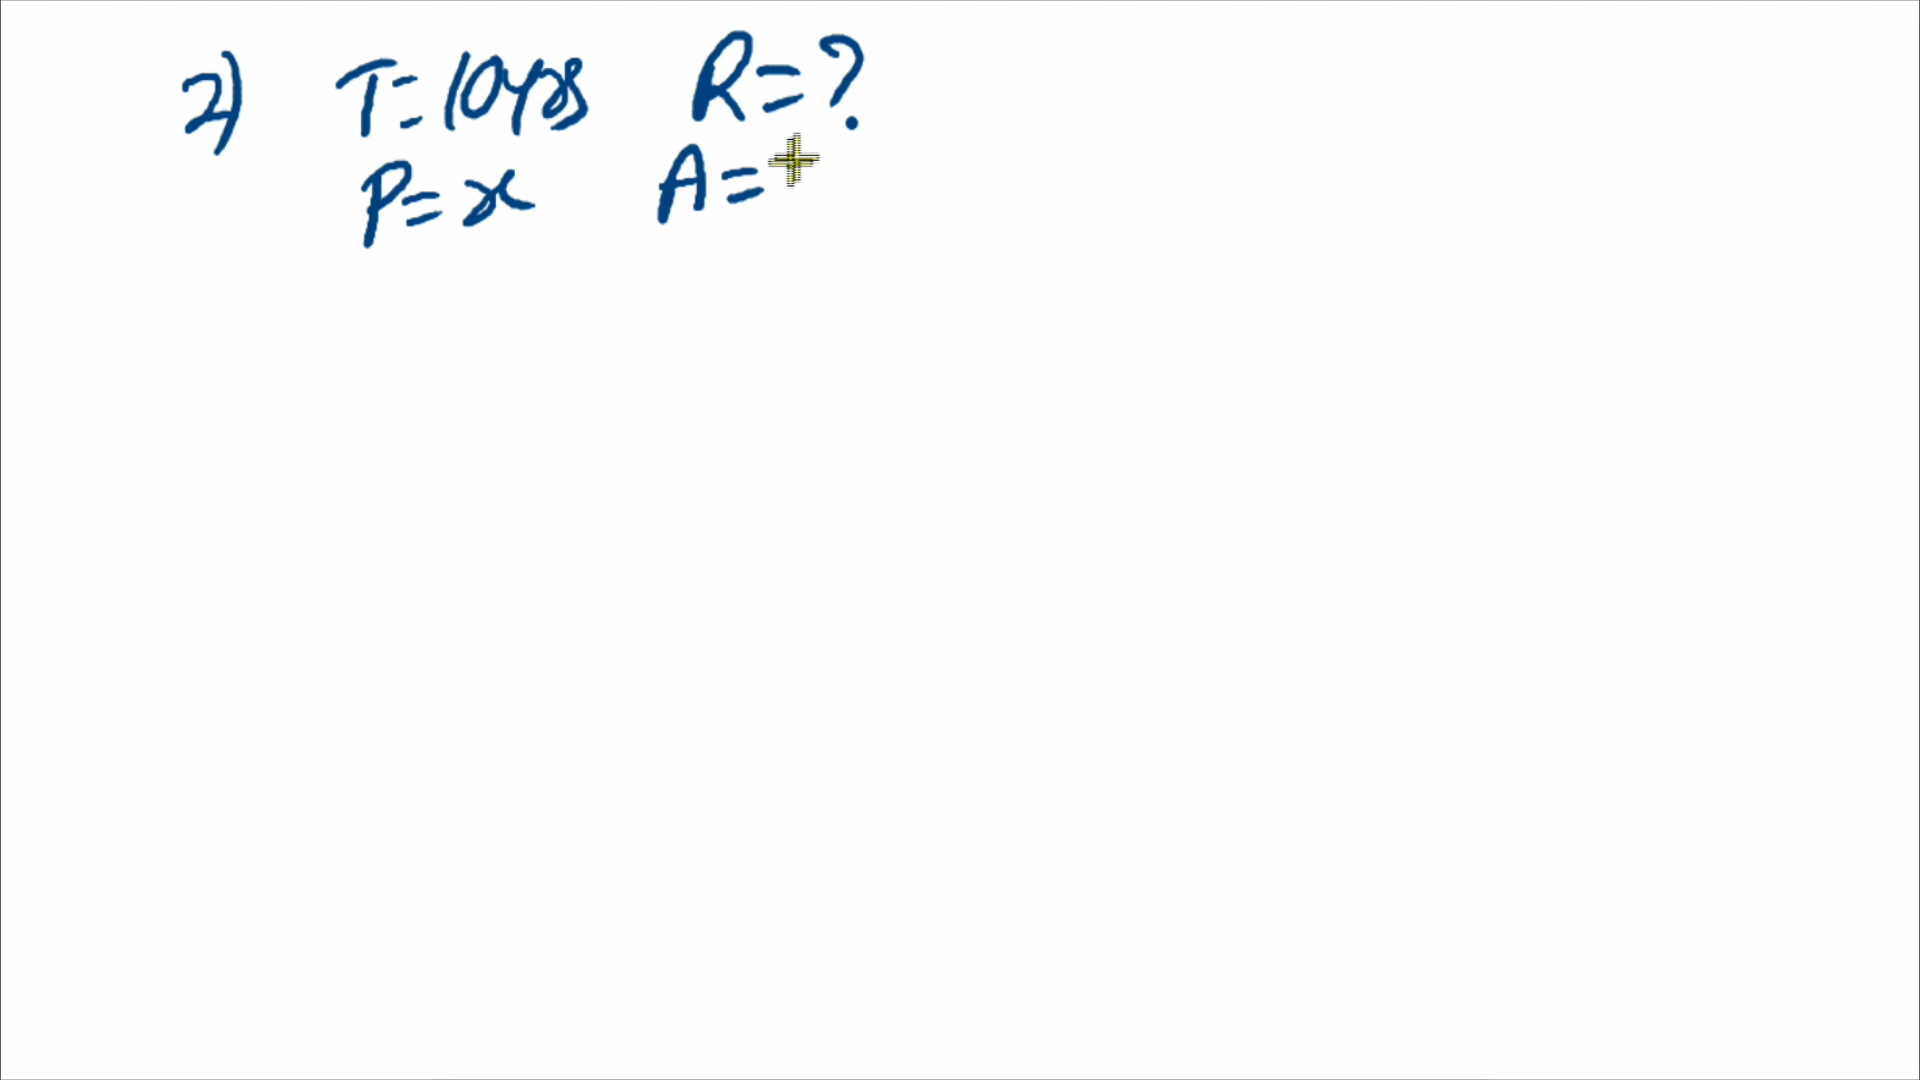 2) T= 10yrs R=?
P= x A=